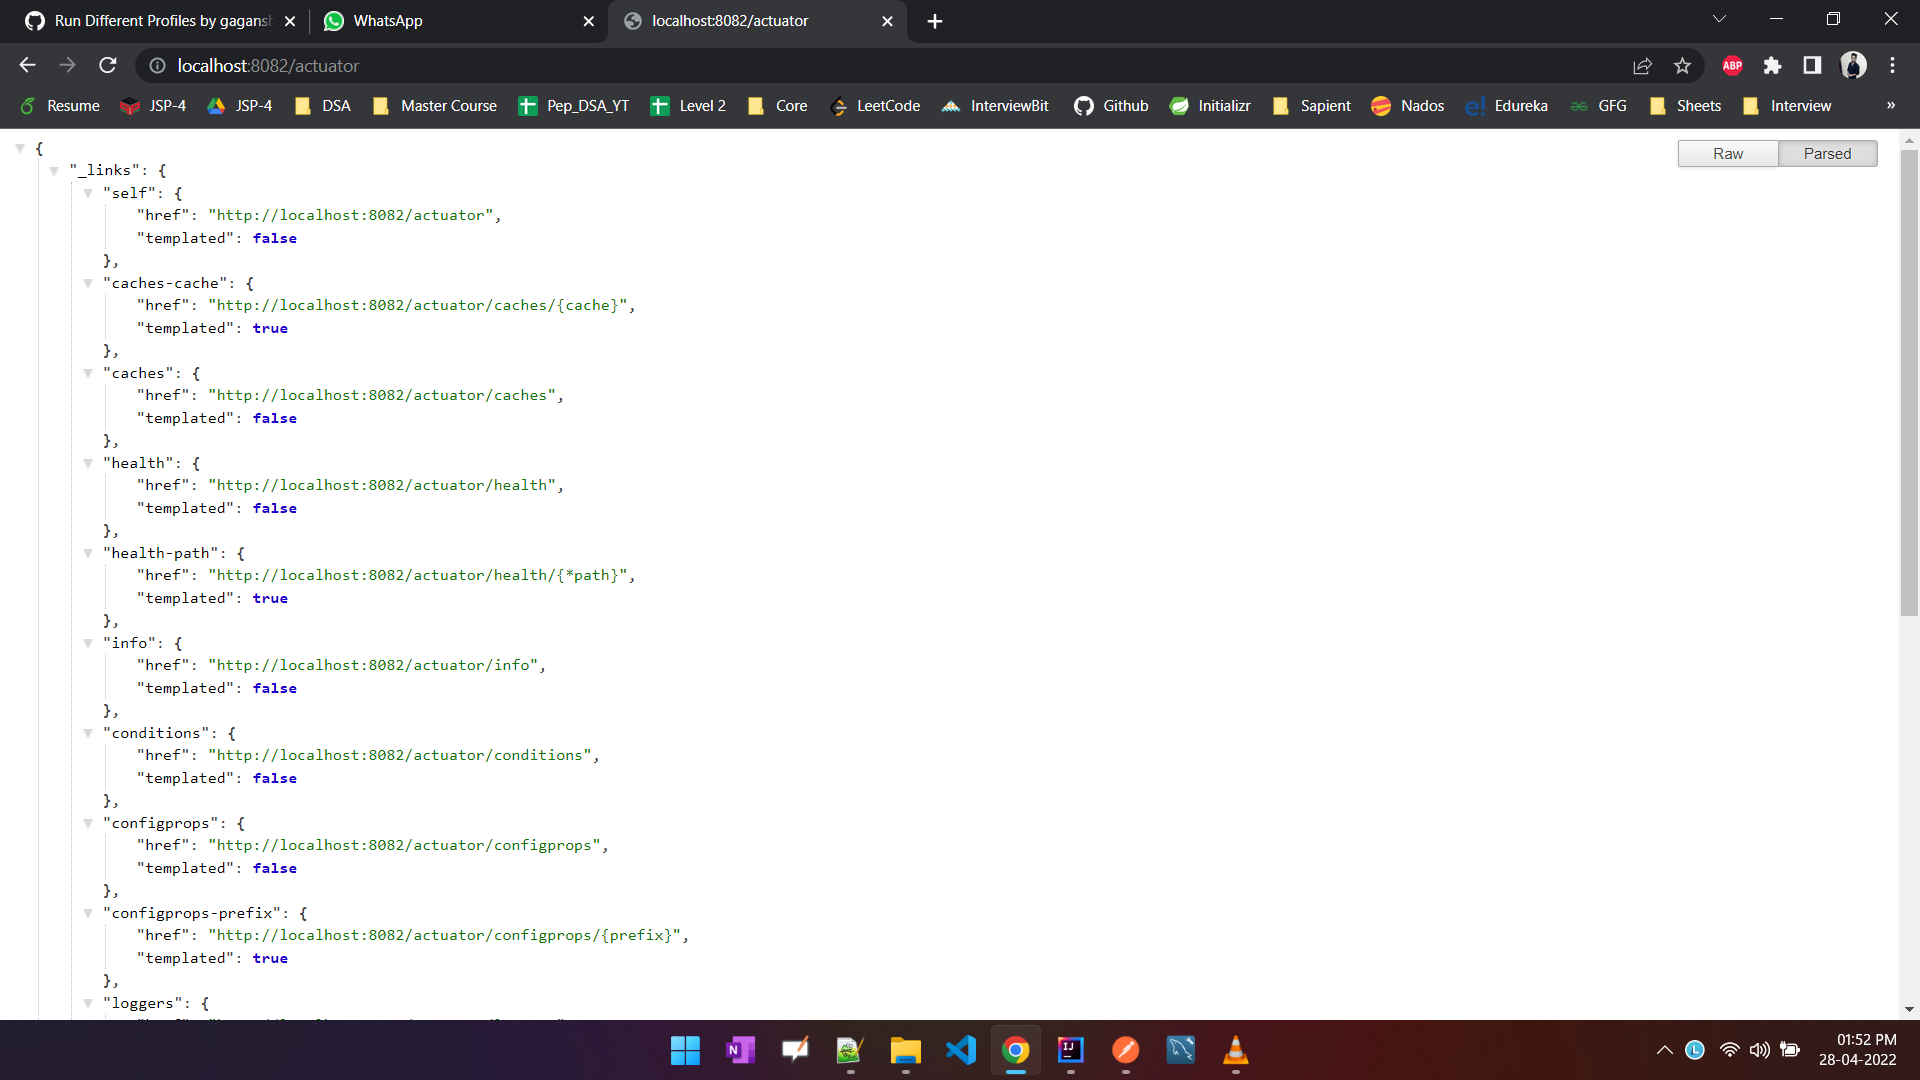 Run Different Profiles by gagansh
WhatsApp
localhost:8082/actuator
localhost:8082/actuator
ABP
Resume JSP-4 JSP-4 DSA Master Course Pep_DSA_YT Level 2 Core LeetCode InterviewBit Github Initializr Sapient Nados Edureka GFG Sheets Interview »
Raw Parsed
{
"_links": {
"self": {
"href": "http://localhost:8082/actuator",
"templated": false
},
"caches-cache": {
"href": "http://localhost:8082/actuator/caches/{cache}",
"templated": true
},
"caches": {
"href": "http://localhost:8082/actuator/caches",
"templated": false
},
"health": {
"href": "http://localhost:8082/actuator/health",
"templated": false
},
"health-path": {
"href": "http://localhost:8082/actuator/health/{*path}",
"templated": true
},
"info": {
"href": "http://localhost:8082/actuator/info",
"templated": false
},
"conditions": {
"href": "http://localhost:8082/actuator/conditions",
"templated": false
},
"configprops": {
"href": "http://localhost:8082/actuator/configprops",
"templated": false
},
"configprops-prefix": {
"href": "http://localhost:8082/actuator/configprops/{prefix}",
"templated": true
},
"loggers": {
01:52 PM
28-04-2022